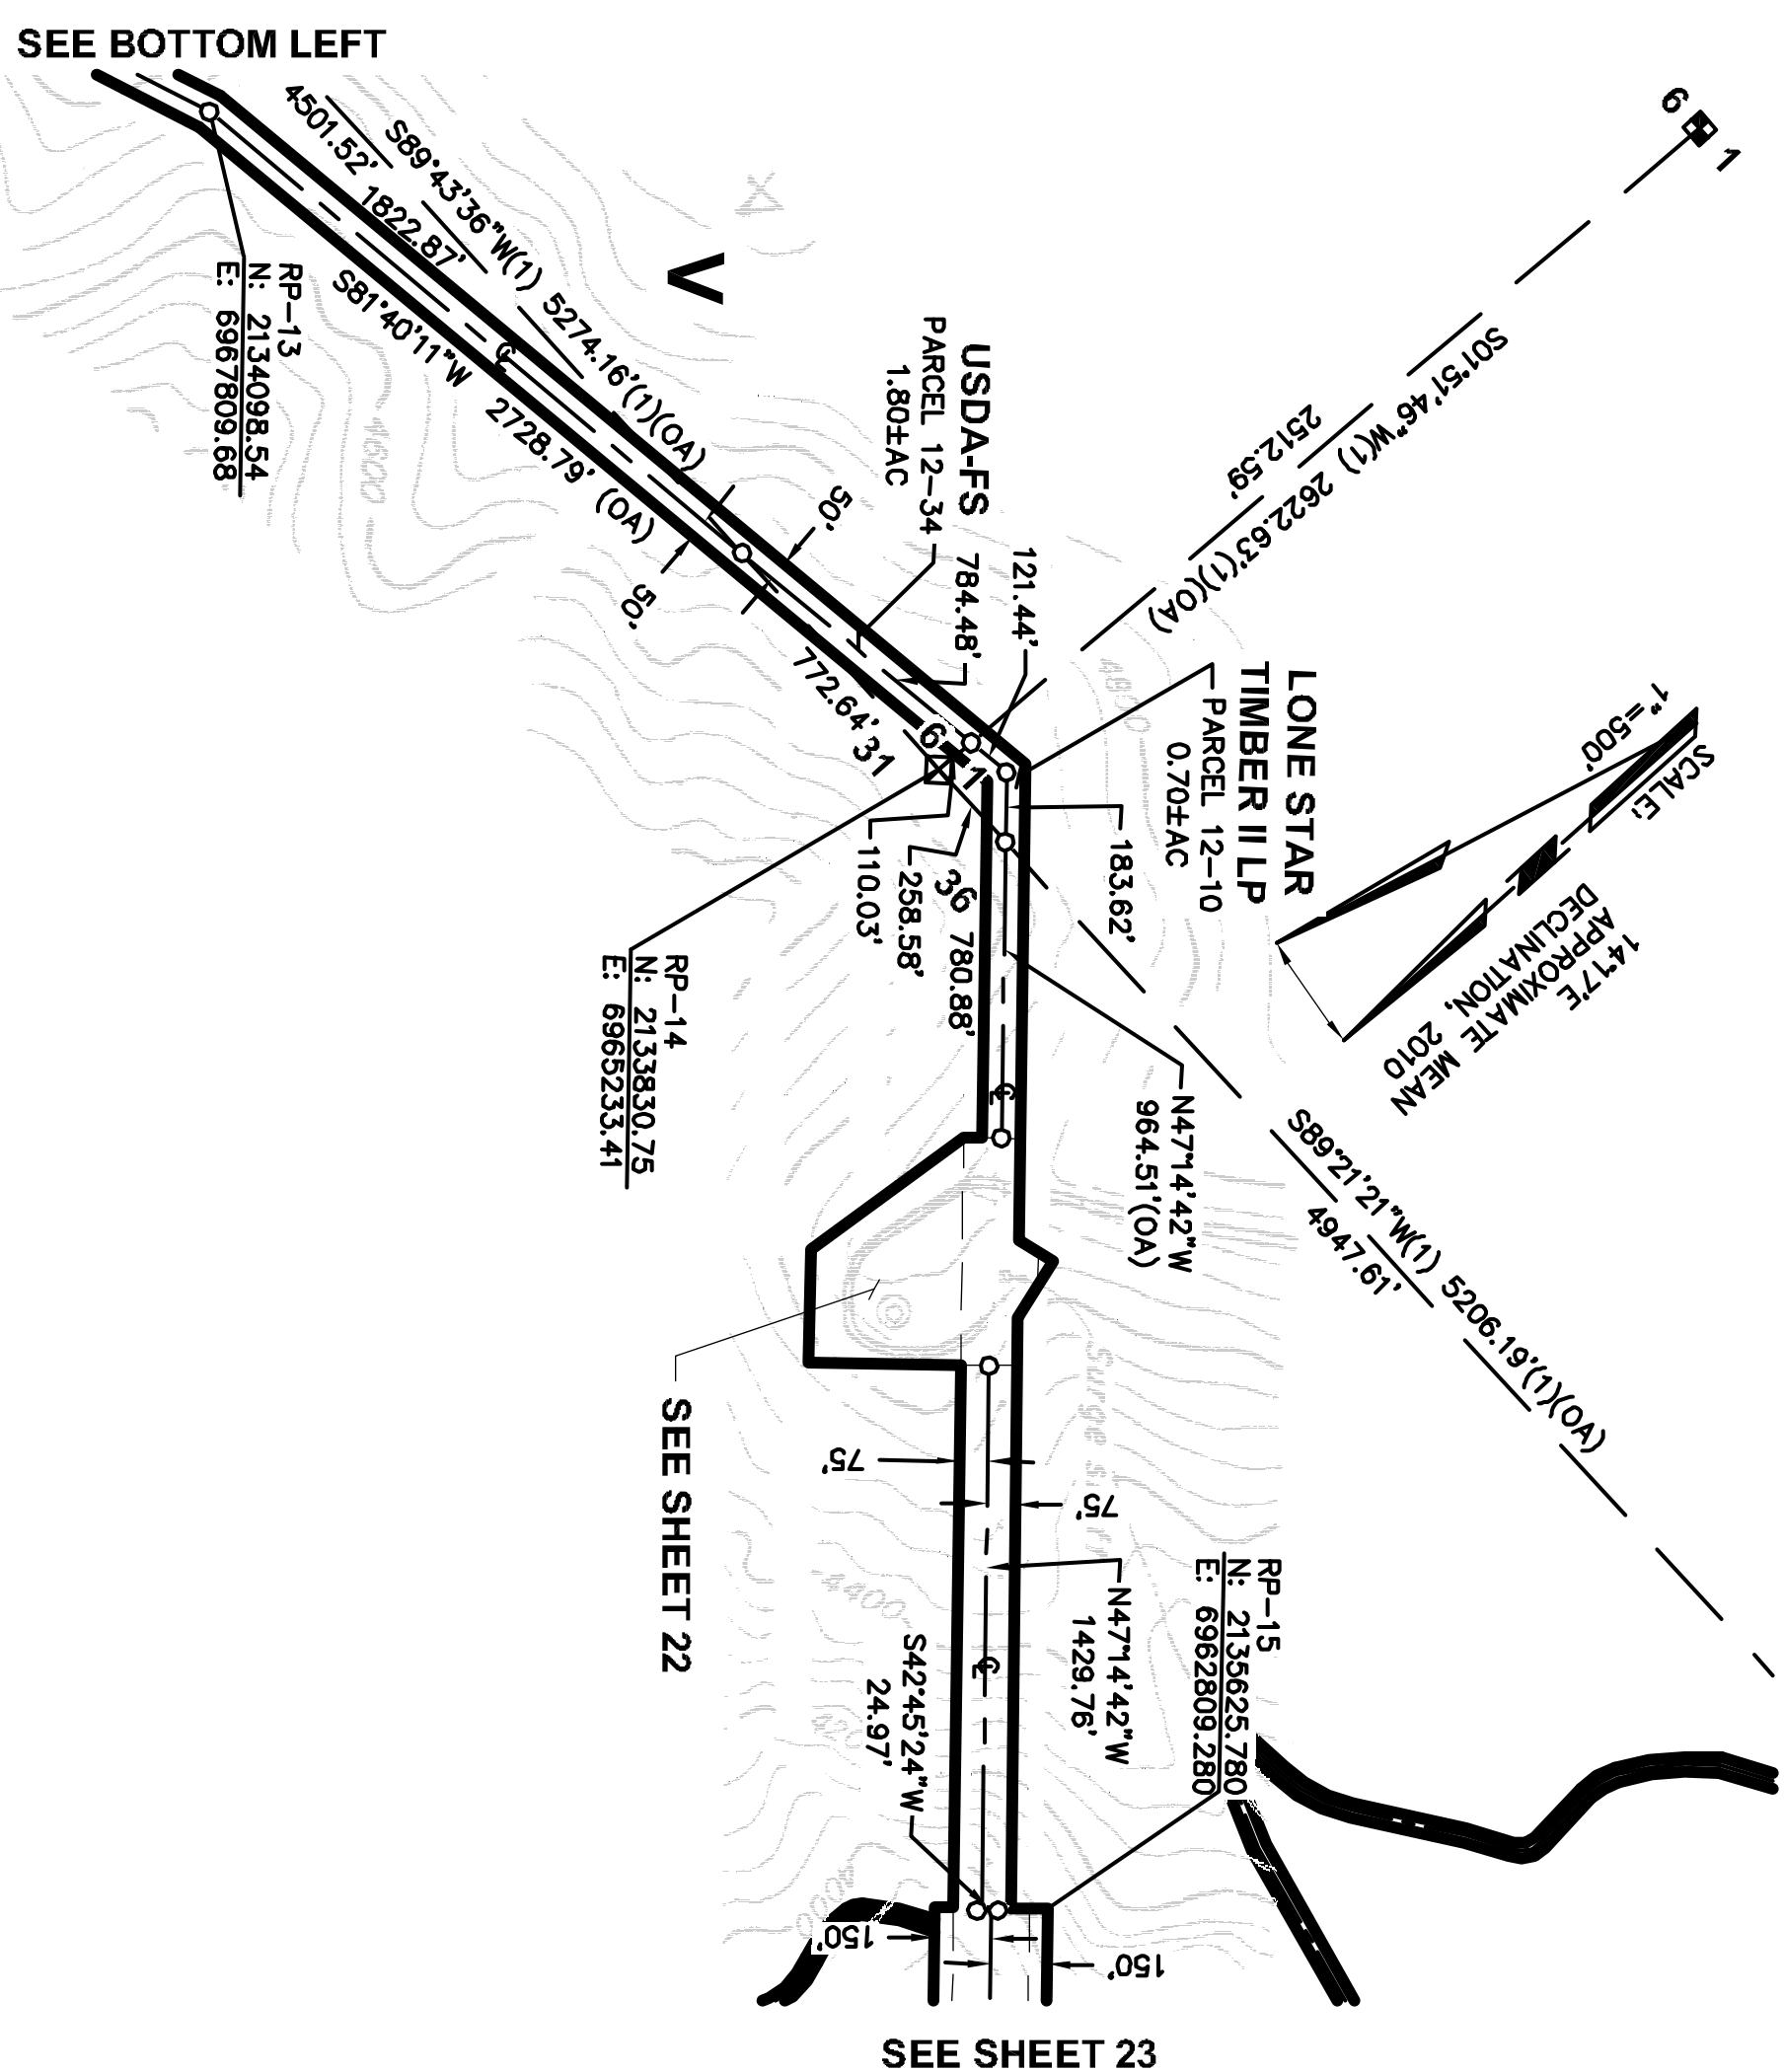 SEE BOTTOM LEFT
6
1
4501.52'
S89°43'36"W(1) 5274.16'(1)(OA)
1822.87'
V
S81°40'11"W 2728.79' (OA)
RP-13
N: 2134098.54
E: 6967809.68
USDA-FS
PARCEL 12-34
1.80±AC
50'
50'
784.48'
121.44'
772.64'
S01°51'46"W(1) 2622.63'(1)(OA)
2512.59'
LONE STAR
TIMBER II LP
PARCEL 12-10
0.70±AC
SCALE:
1"=500'
14°17'E
APPROXIMATE MEAN
DECLINATION, 2010
31
6
1
36
110.03'
258.58'
780.88'
183.62'
RP-14
N: 2133830.75
E: 6965233.41
N47°14'42"W
964.51'(OA)
S89°21'21"W(1) 5206.19'(1)(OA)
4947.61'
SEE SHEET 22
75'
75'
N47°14'42"W
1429.76'
RP-15
N: 2135625.780
E: 6962809.280
S42°45'24"W
24.97'
150'
150'
SEE SHEET 23